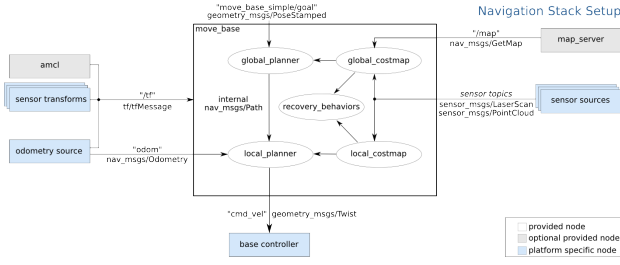 Navigation Stack Setup
"move_base_simple/goal"
geometry_msgs/PoseStamped
move_base
"/map"
nav_msgs/GetMap
map_server
global_planner
global_costmap
amcl
sensor transforms
"/tf"
tf/tfMessage
internal
nav_msgs/Path
recovery_behaviors
sensor topics
sensor_msgs/LaserScan
sensor_msgs/PointCloud
sensor sources
odometry source
"odom"
nav_msgs/Odometry
local_planner
local_costmap
"cmd_vel"
geometry_msgs/Twist
base controller
provided node
optional provided node
platform specific node